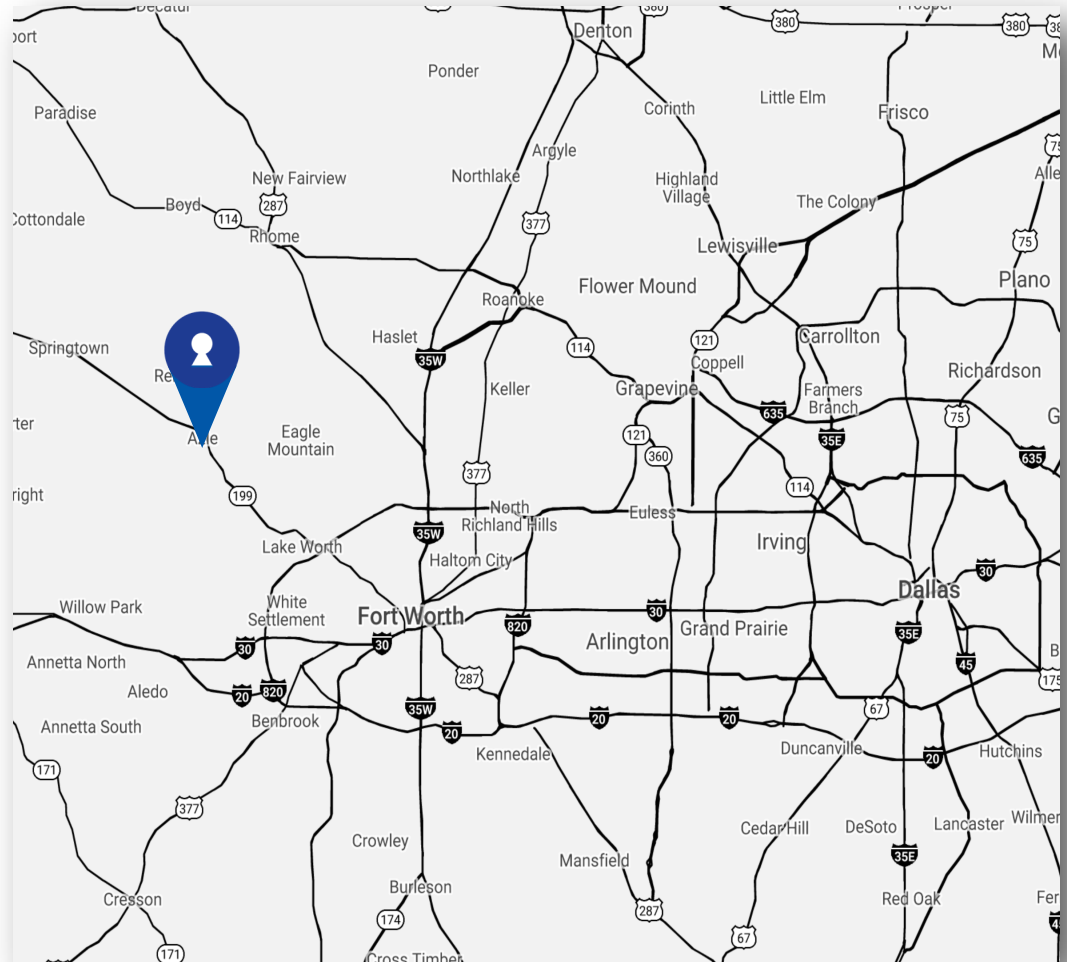 Decatur
380
Prosper
380
380
Denton
380
Ponder
Paradise
Corinth
Little Elm
Frisco
75
Argyle
New Fairview
Northlake
Highland
Village
The Colony
Boyd
287
114
Rhome
377
Lewisville
75
Plano
Flower Mound
Roanoke
Haslet
35W
114
121
Carrollton
Springtown
Coppell
Richardson
Keller
Grapevine
Farmers
Branch
635
75
35E
121
360
635
Eagle
Mountain
377
114
199
North
Richland Hills
Euless
35W
Irving
Lake Worth
Haltom City
30
Dallas
Willow Park
White
Settlement
Fort Worth
30
820
Arlington
Grand Prairie
35E
30
30
Annetta North
45
287
175
Aledo
20
820
35W
67
Annetta South
Benbrook
20
20
20
Kennedale
Duncanville
20
Hutchins
171
377
Crowley
Mansfield
Cedar Hill
DeSoto
Lancaster
35E
Burleson
Cresson
287
Red Oak
174
67
171
Cross Timber